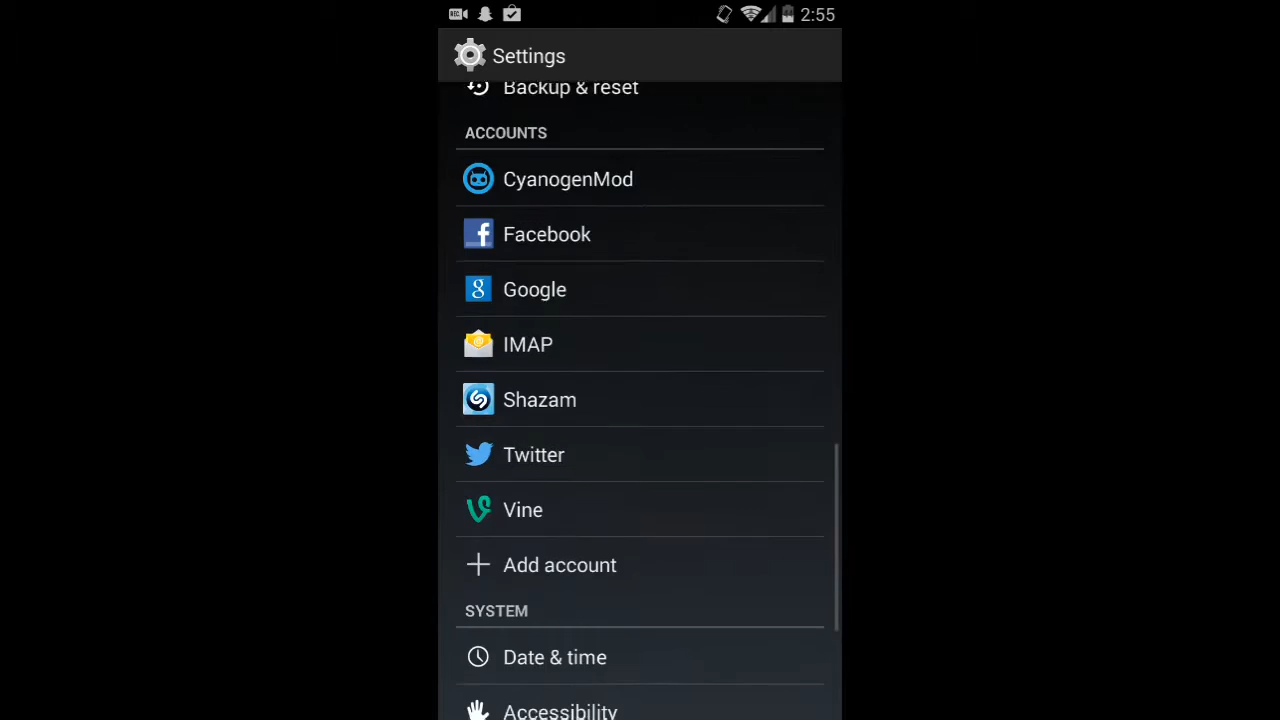 REC 2:55
Settings
Backup & reset
ACCOUNTS
CyanogenMod
Facebook
Google
IMAP
Shazam
Twitter
Vine
Add account
SYSTEM
Date & time
Accessibility